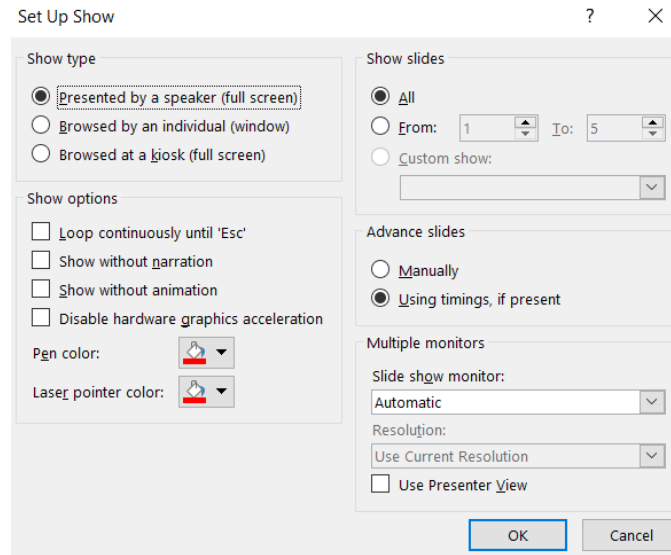 Set Up Show
Show type
Presented by a speaker (full screen)
Browsed by an individual (window)
Browsed at a kiosk (full screen)
Show options
Loop continuously until 'Esc'
Show without narration
Show without animation
Disable hardware graphics acceleration
Pen color:
Laser pointer color:
Show slides
All
From: 1 To: 5
Custom show:
Advance slides
Manually
Using timings, if present
Multiple monitors
Slide show monitor:
Automatic
Resolution:
Use Current Resolution
Use Presenter View
OK Cancel